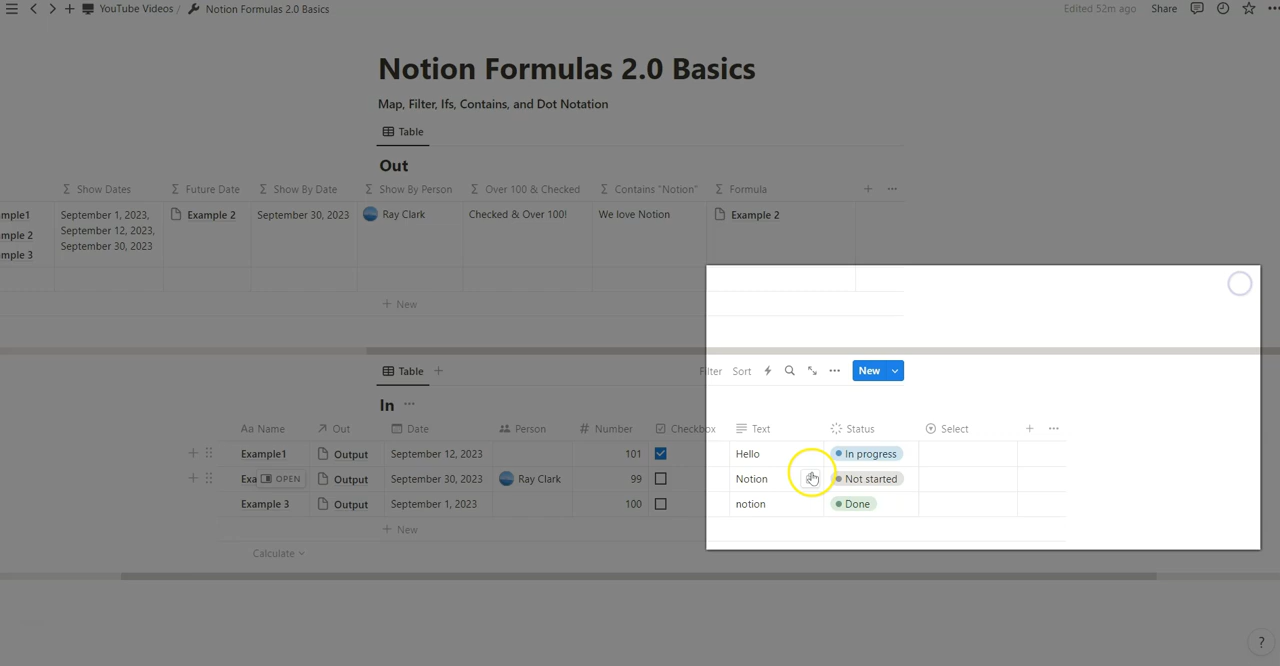 YouTube Videos / Notion Formulas 2.0 Basics Edited 52m ago Share
Notion Formulas 2.0 Basics
Map, Filter, Ifs, Contains, and Dot Notation
Table
Out
Show Dates Future Date Show By Date Show By Person Over 100 & Checked Contains "Notion" Formula
mple1 September 1, 2023, Example 2 September 30, 2023 Ray Clark Checked & Over 100! We love Notion Example 2
mple 2 September 12, 2023,
mple 3 September 30, 2023
New
Table Filter Sort New
In
Aa Name Out Date Person Number Checkbox Text Status Select
Example1 Output September 12, 2023 101 Hello In progress
Exa OPEN Output September 30, 2023 Ray Clark 99 Notion Not started
Example 3 Output September 1, 2023 100 notion Done
New
Calculate
?